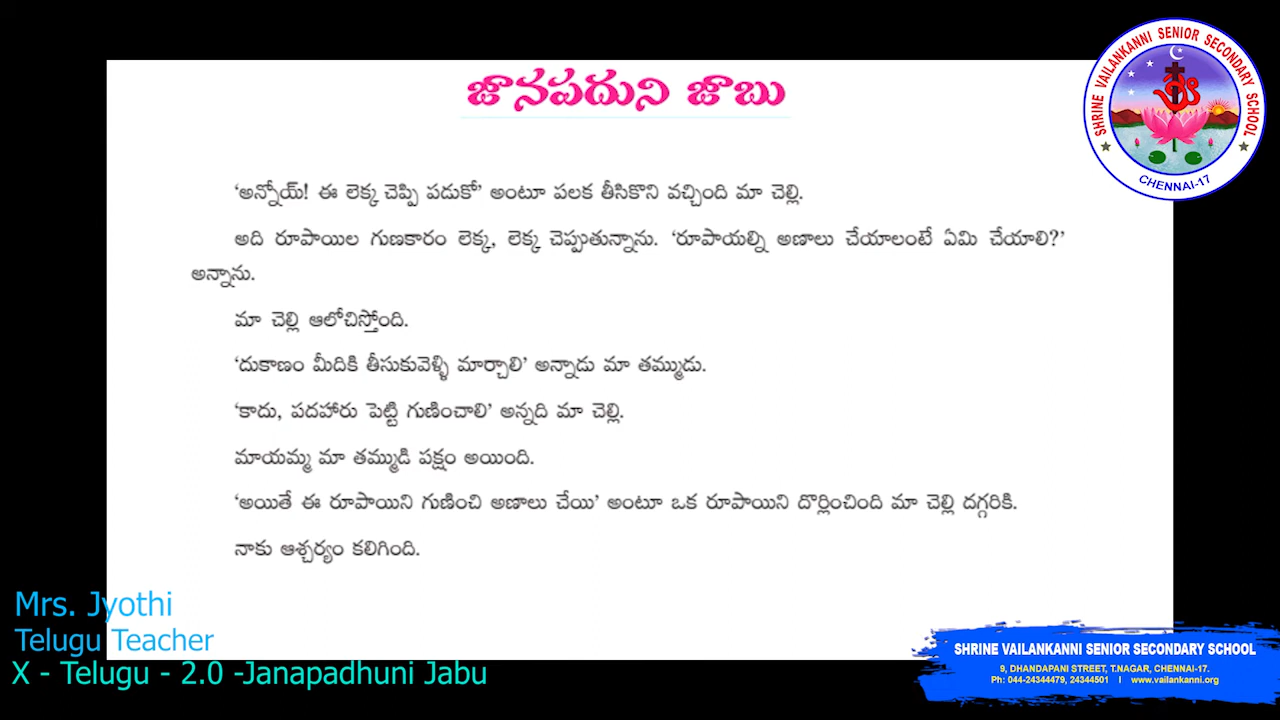 జానపదుని జాబు
'అన్నోయ్! ఈ లెక్క చెప్పి పడుకో' అంటూ పలక తీసికొని వచ్చింది మా చెల్లి.
అది రూపాయిల గుణకారం లెక్క, లెక్క చెప్పుతున్నాను. 'రూపాయల్ని అణాలు చేయాలంటే ఏమి చేయాలి?'
అన్నాను.
మా చెల్లి ఆలోచిస్తోంది.
'దుకాణం మీదికి తీసుకువెళ్ళి మార్చాలి' అన్నాడు మా తమ్ముడు.
'కాదు, పదహారు పెట్టి గుణించాలి' అన్నది మా చెల్లి.
మాయమ్మ మా తమ్ముడి పక్షం అయింది.
'అయితే ఈ రూపాయిని గుణించి అణాలు చేయి' అంటూ ఒక రూపాయిని దొర్లించింది మా చెల్లి దగ్గరికి.
నాకు ఆశ్చర్యం కలిగింది.
SHRINE VAILANKANNI SENIOR SECONDARY SCHOOL
CHENNAI-17
Mrs. Jyothi
Telugu Teacher
X - Telugu - 2.0 -Janapadhuni Jabu
SHRINE VAILANKANNI SENIOR SECONDARY SCHOOL
9, DHANDAPANI STREET, T.NAGAR, CHENNAI-17.
Ph: 044-24344479, 24344501 I www.vailankanni.org